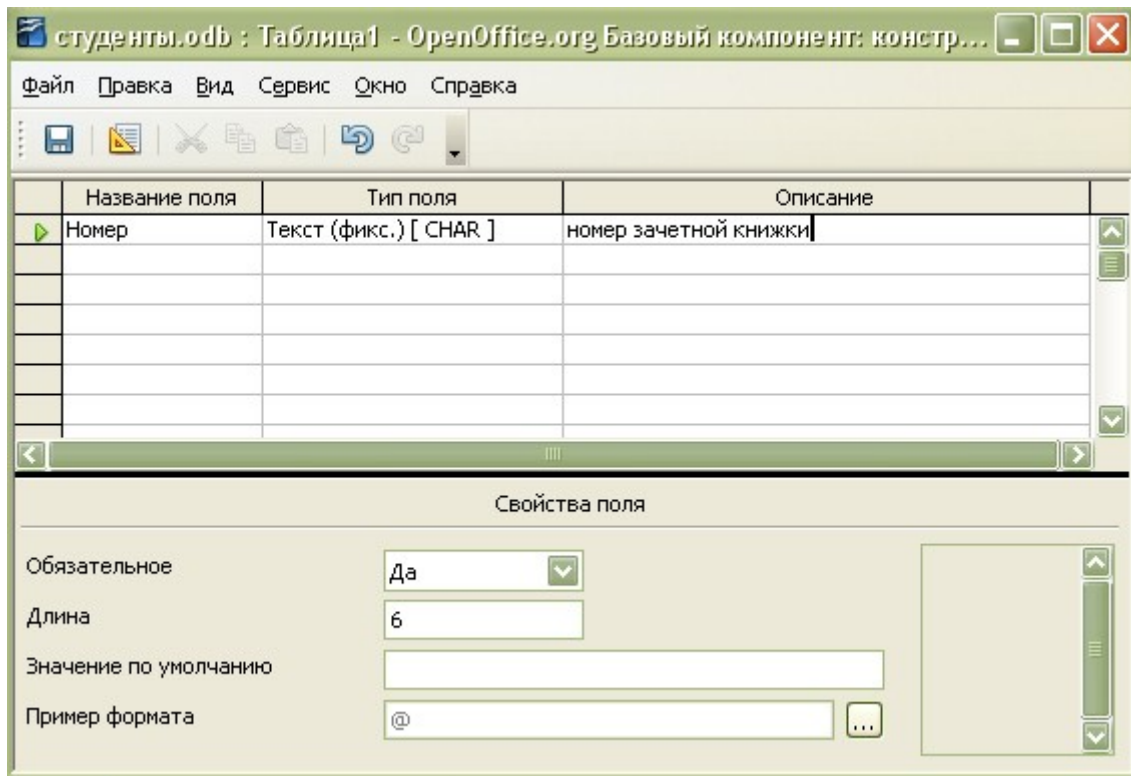 студенты.odb : Таблица1 - OpenOffice.org Базовый компонент: констр...
Файл Правка Вид Сервис Окно Справка
Название поля Тип поля Описание
Номер Текст (фикс.) [ CHAR ] номер зачетной книжки
Свойства поля
Обязательное Да
Длина 6
Значение по умолчанию
Пример формата @ ...